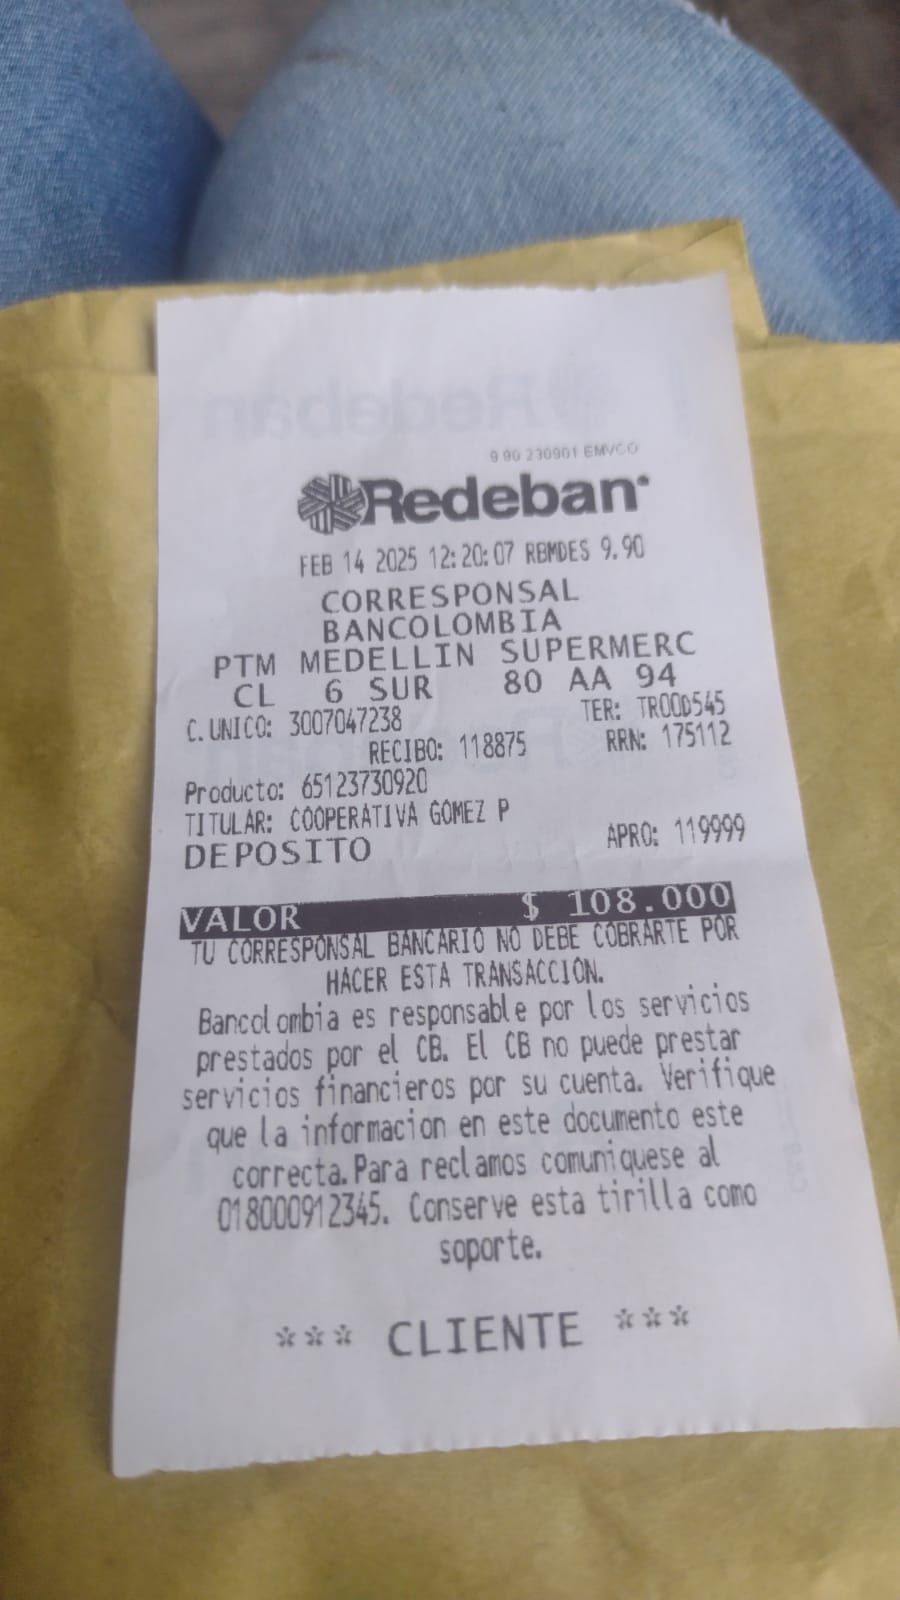 9.90 230901 EMVCO
Redeban
FEB 14 2025 12:20:07 RBMDES 9.90
CORRESPONSAL
BANCOLOMBIA
PTM MEDELLIN SUPERMERC
CL 6 SUR 80 AA 94
C.UNICO: 3007047238 TER: TR00D545
RECIBO: 118875 RRN: 175112
Producto: 65123730920
TITULAR: COOPERATIVA GOMEZ P
DEPOSITO APRO: 119999
VALOR $ 108.000
TU CORRESPONSAL BANCARIO NO DEBE COBRARTE POR
HACER ESTA TRANSACCION.
Bancolombia es responsable por los servicios
prestados por el CB. El CB no puede prestar
servicios financieros por su cuenta. Verifique
que la informacion en este documento este
correcta.Para reclamos comuniquese al
018000912345. Conserve esta tirilla como
soporte.
*** CLIENTE ***